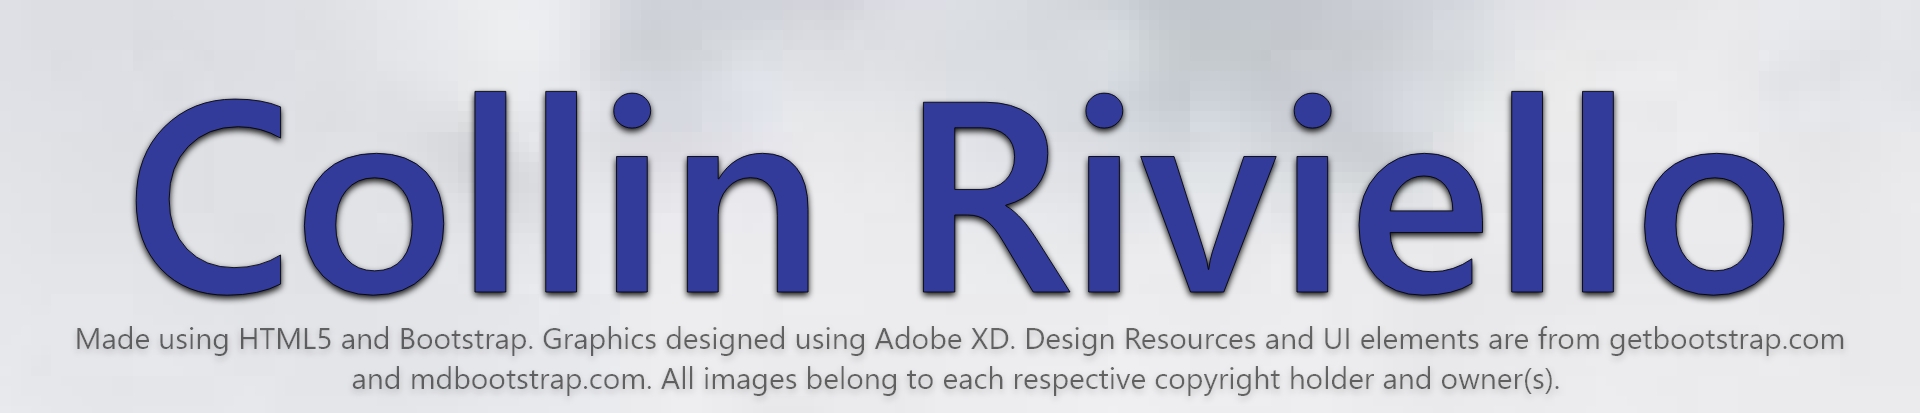 Collin Riviello
Made using HTML5 and Bootstrap. Graphics designed using Adobe XD. Design Resources and UI elements are from getbootstrap.com
and mdbootstrap.com. All images belong to each respective copyright holder and owner(s).